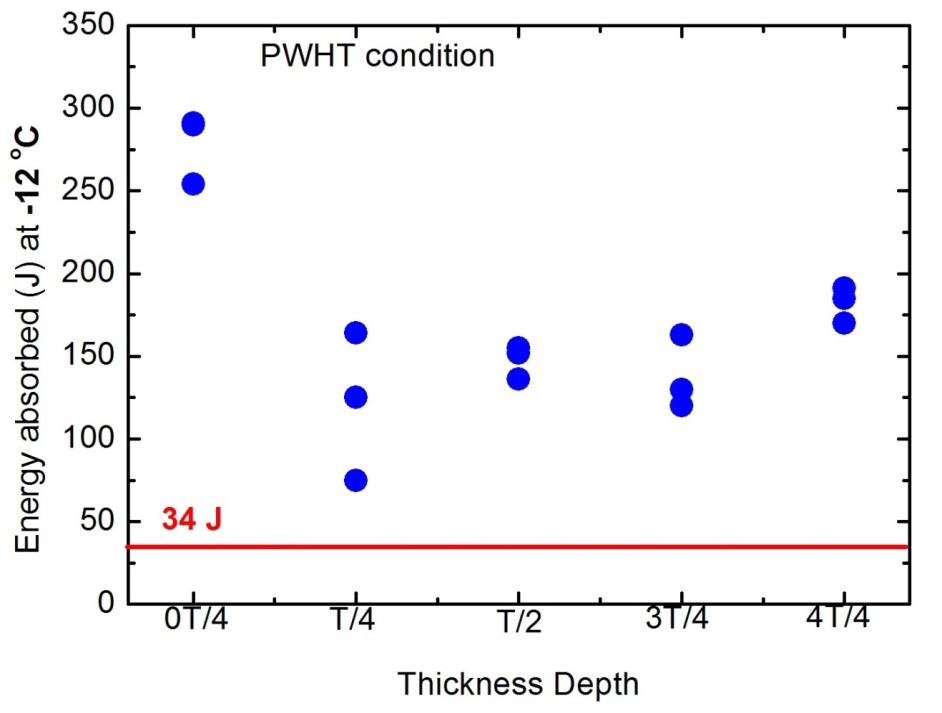 PWHT condition
350
300
250
200
150
100
50
0
Energy absorbed (J) at -12 °C
34 J
0T/4 T/4 T/2 3T/4 4T/4
Thickness Depth